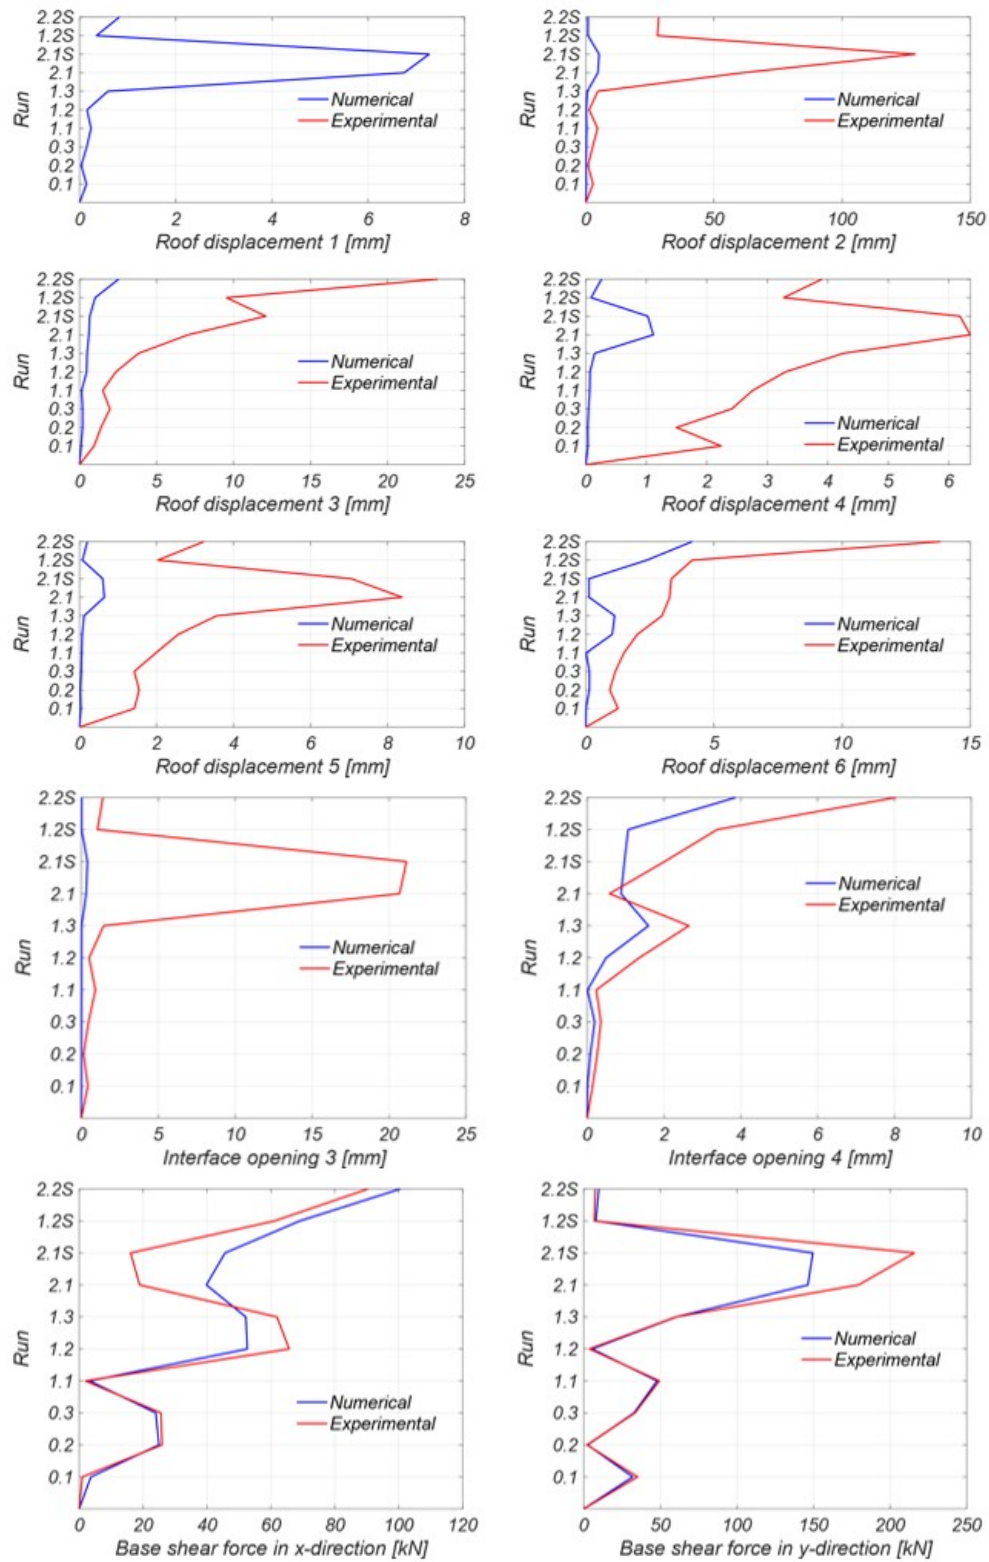 2.2S
1.2S
2.1S
2.1
1.3
1.2
1.1
0.3
0.2
0.1
Run
Numerical
Experimental
0 2 4 6 8
Roof displacement 1 [mm]
2.2S
1.2S
2.1S
2.1
1.3
1.2
1.1
0.3
0.2
0.1
Run
Numerical
Experimental
0 50 100 150
Roof displacement 2 [mm]
2.2S
1.2S
2.1S
2.1
1.3
1.2
1.1
0.3
0.2
0.1
Run
Numerical
Experimental
0 5 10 15 20 25
Roof displacement 3 [mm]
2.2S
1.2S
2.1S
2.1
1.3
1.2
1.1
0.3
0.2
0.1
Run
Numerical
Experimental
0 1 2 3 4 5 6
Roof displacement 4 [mm]
2.2S
1.2S
2.1S
2.1
1.3
1.2
1.1
0.3
0.2
0.1
Run
Numerical
Experimental
0 2 4 6 8 10
Roof displacement 5 [mm]
2.2S
1.2S
2.1S
2.1
1.3
1.2
1.1
0.3
0.2
0.1
Run
Numerical
Experimental
0 5 10 15
Roof displacement 6 [mm]
2.2S
1.2S
2.1S
2.1
1.3
1.2
1.1
0.3
0.2
0.1
Run
Numerical
Experimental
0 5 10 15 20 25
Interface opening 3 [mm]
2.2S
1.2S
2.1S
2.1
1.3
1.2
1.1
0.3
0.2
0.1
Run
Numerical
Experimental
0 2 4 6 8 10
Interface opening 4 [mm]
2.2S
1.2S
2.1S
2.1
1.3
1.2
1.1
0.3
0.2
0.1
Run
Numerical
Experimental
0 20 40 60 80 100 120
Base shear force in x-direction [kN]
2.2S
1.2S
2.1S
2.1
1.3
1.2
1.1
0.3
0.2
0.1
Run
Numerical
Experimental
0 50 100 150 200 250
Base shear force in y-direction [kN]